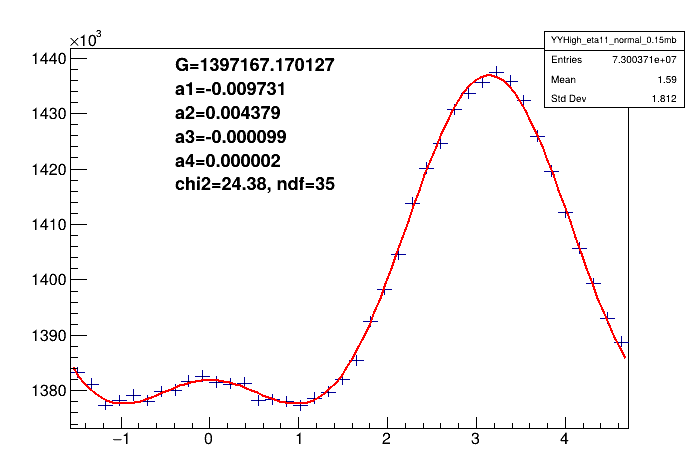 ×10³
YYHigh_eta11_normal_0.15mb
Entries 7.300371e+07
Mean 1.59
Std Dev 1.812
G=1397167.170127
a1=-0.009731
a2=0.004379
a3=-0.000099
a4=0.000002
chi2=24.38, ndf=35
1440
1430
1420
1410
1400
1390
1380
−1 0 1 2 3 4